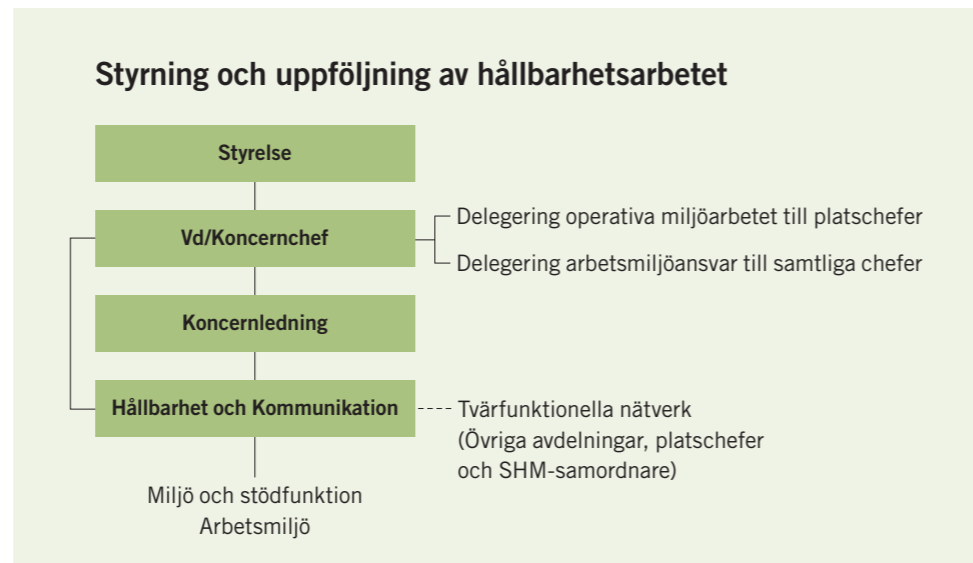 Styrning och uppföljning av hållbarhetsarbetet
Styrelse
Vd/Koncernchef
Delegering operativa miljöarbetet till platschefer
Delegering arbetsmiljöansvar till samtliga chefer
Koncernledning
Hållbarhet och Kommunikation
Tvärfunktionella nätverk
(Övriga avdelningar, platschefer
och SHM-samordnare)
Miljö och stödfunktion
Arbetsmiljö